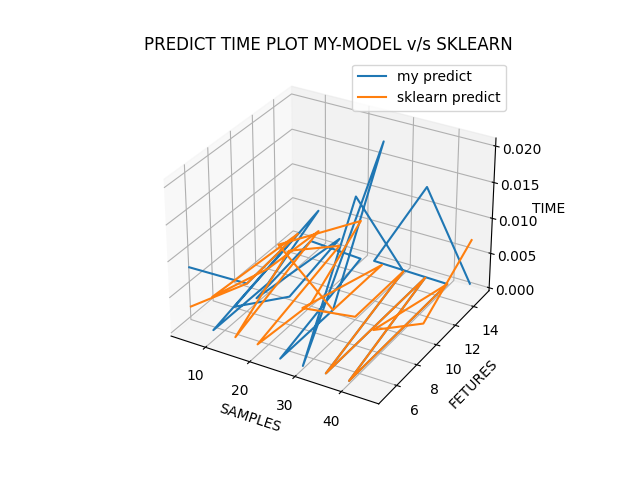 PREDICT TIME PLOT MY-MODEL v/s SKLEARN
my predict
sklearn predict
0.020
0.015
TIME
0.010
0.005
0.000
14
12
10
8
6
FETURES
10
20
30
40
SAMPLES